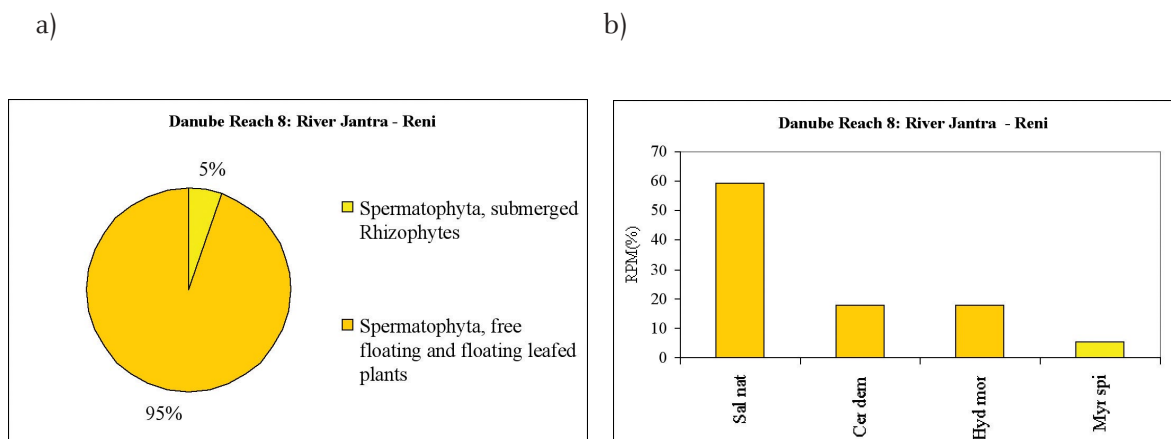 a)
b)
Danube Reach 8: River Jantra - Reni
5%
Spermatophyta, submerged
Rhizophytes
Spermatophyta, free
floating and floating leafed
plants
95%
Danube Reach 8: River Jantra - Reni
RPM(%)
70
60
50
40
30
20
10
0
Sal nat
Cer dem
Hyd mor
Myr spi